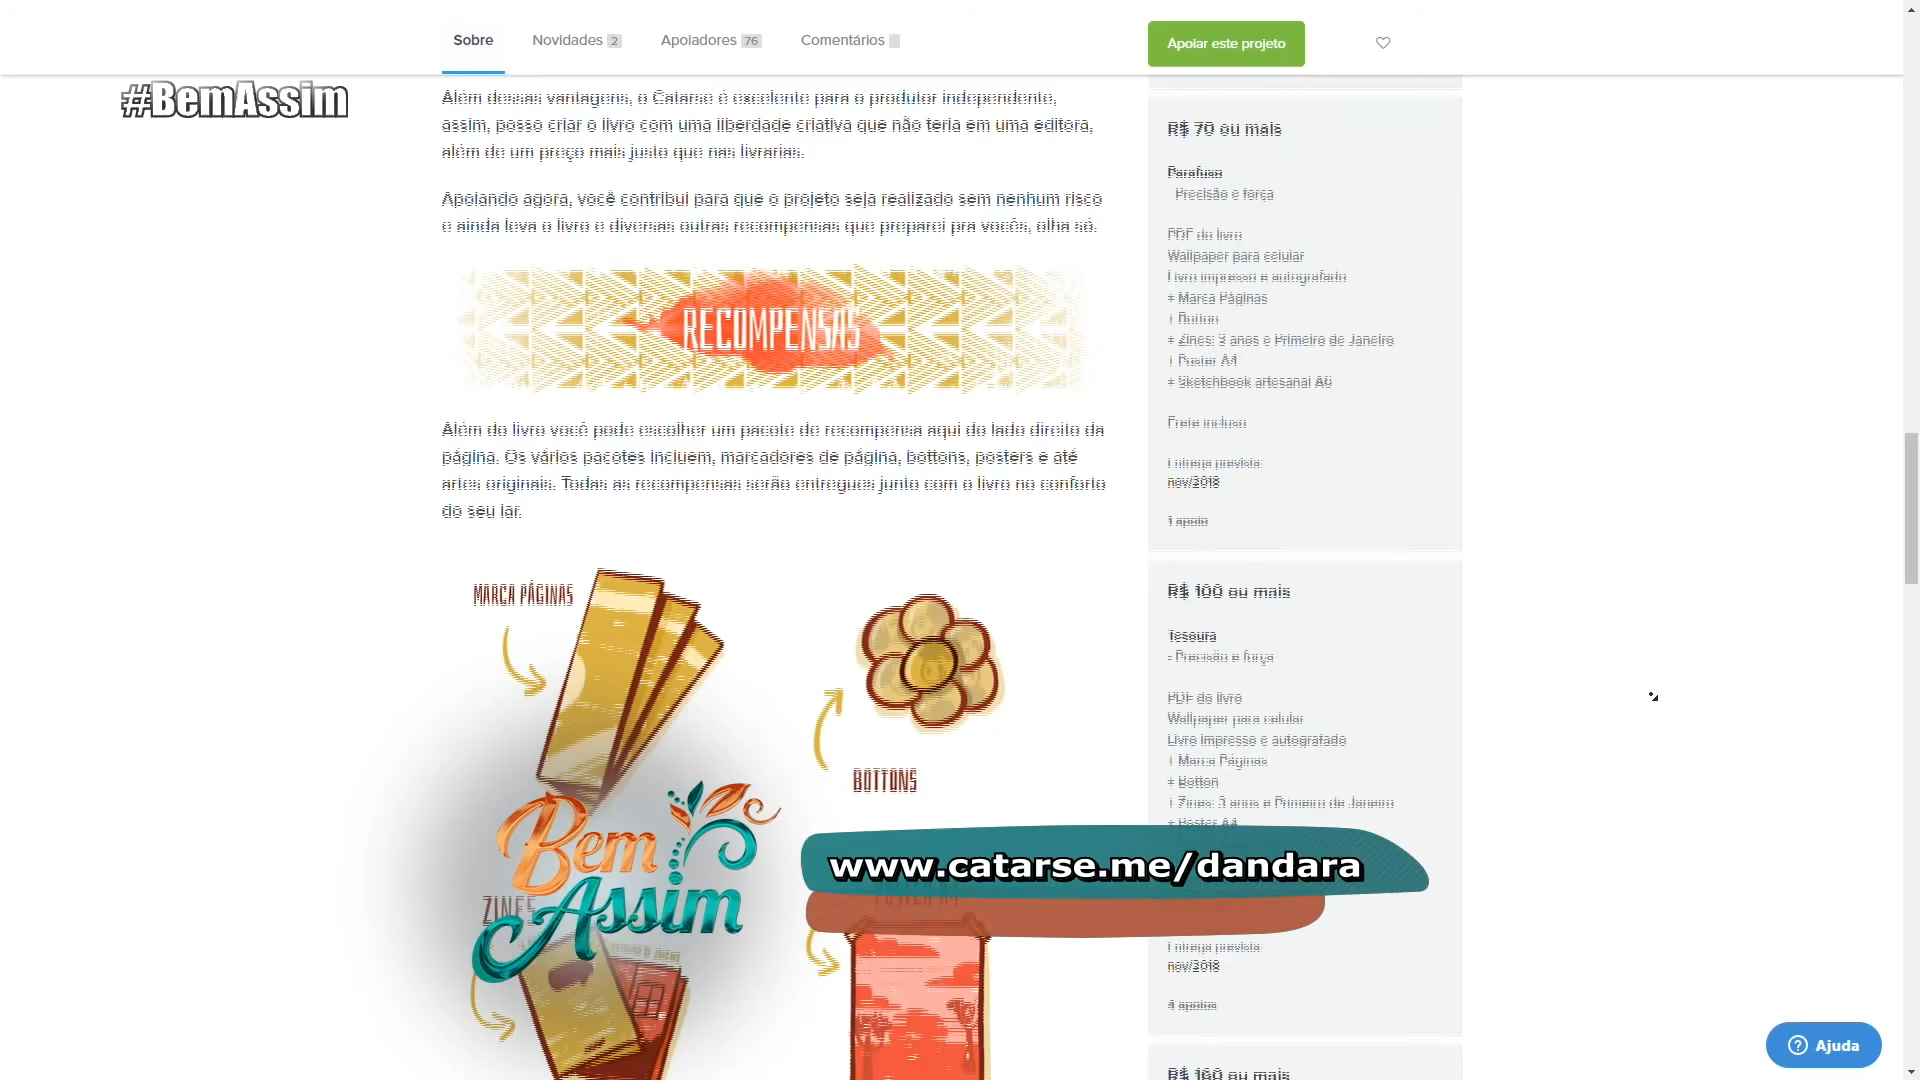 Sobre
Novidades 2
Apoiadores 76
Comentários
Apoiar este projeto
#BemAssim
Além dessas vantagens, o Catarse é excelente para o produtor independente,
assim, posso criar o livro com uma liberdade criativa que não teria em uma editora,
além de um preço mais justo que nas livrarias.
Apoiando agora, você contribui para que o projeto seja realizado sem nenhum risco
e ainda leva o livro e diversas outras recompensas que preparei pra vocês, olha só.
RECOMPENSAS
Além do livro você pode escolher um pacote de recompensa aqui do lado direito da
página. Os vários pacotes incluem, marcadores de página, bottons, posters e até
artes originais. Todas as recompensas serão entregues junto com o livro no conforto
do seu lar.
MARCA PÁGINAS
BOTTONS
ZINES
POSTER A4
Bem
Assim
www.catarse.me/dandara
R$ 70 ou mais
Parafuso
- Precisão e força
PDF do livro
Wallpaper para celular
Livro impresso e autografado
+ Marca Páginas
+ Botton
+ Zines: 3 anos e Primeiro de Janeiro
+ Poster A4
+ Sketchbook artesanal A6
Frete incluso
Entrega prevista:
nov/2018
1 apoio
R$ 100 ou mais
Tesoura
- Precisão e força
PDF do livro
Wallpaper para celular
Livro impresso e autografado
+ Marca Páginas
+ Botton
+ Zines: 3 anos e Primeiro de Janeiro
+ Poster A4
Entrega prevista:
nov/2018
4 apoios
R$ 160 ou mais
Ajuda